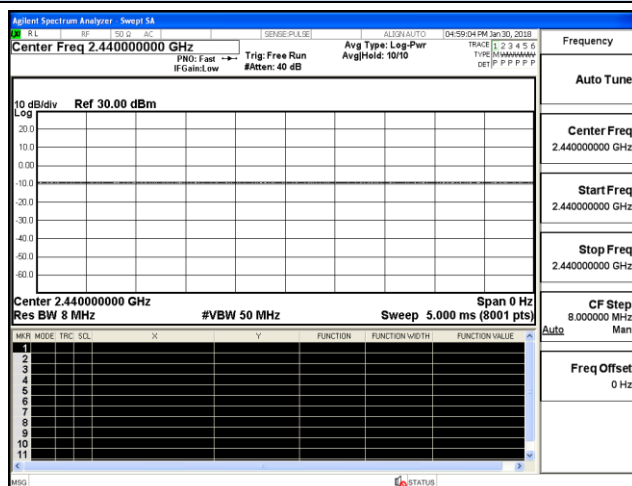 Agilent Spectrum Analyzer - Swept SA
RL RF 50 Ω AC SENSE:PULSE ALIGN AUTO 04:59:04 PM Jan 30, 2018
Center Freq 2.440000000 GHz
PNO: Fast
IFGain:Low
Trig: Free Run
#Atten: 40 dB
Avg Type: Log-Pwr
Avg|Hold: 10/10
TRACE 1 2 3 4 5 6
TYPE MWWWWW
DET P P P P P P
Frequency
Auto Tune
Center Freq
2.440000000 GHz
Start Freq
2.440000000 GHz
Stop Freq
2.440000000 GHz
CF Step
8.000000 MHz
Auto Man
Freq Offset
0 Hz
10 dB/div Ref 30.00 dBm
Log
20.0
10.0
0.00
-10.0
-20.0
-30.0
-40.0
-50.0
-60.0
Center 2.440000000 GHz Span 0 Hz
Res BW 8 MHz #VBW 50 MHz Sweep 5.000 ms (8001 pts)
MKR MODE TRC SCL X Y FUNCTION FUNCTION WIDTH FUNCTION VALUE
1
2
3
4
5
6
7
8
9
10
11
MSG STATUS